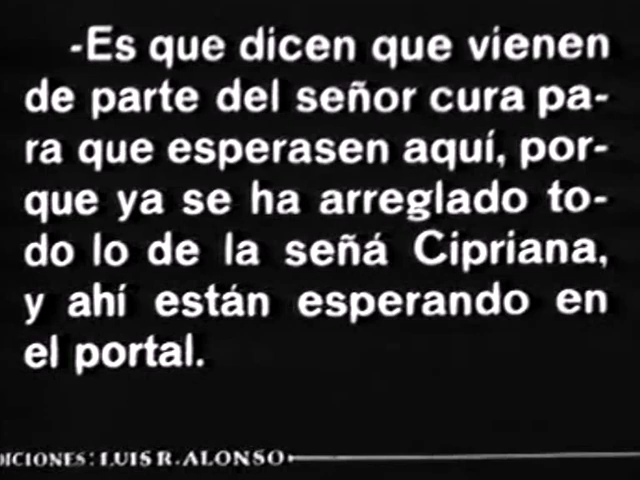 -Es que dicen que vienen
de parte del señor cura pa-
ra que esperasen aquí, por-
que ya se ha arreglado to-
do lo de la señá Cipriana,
y ahí están esperando en
el portal.
DICIONES: LUIS R. ALONSO